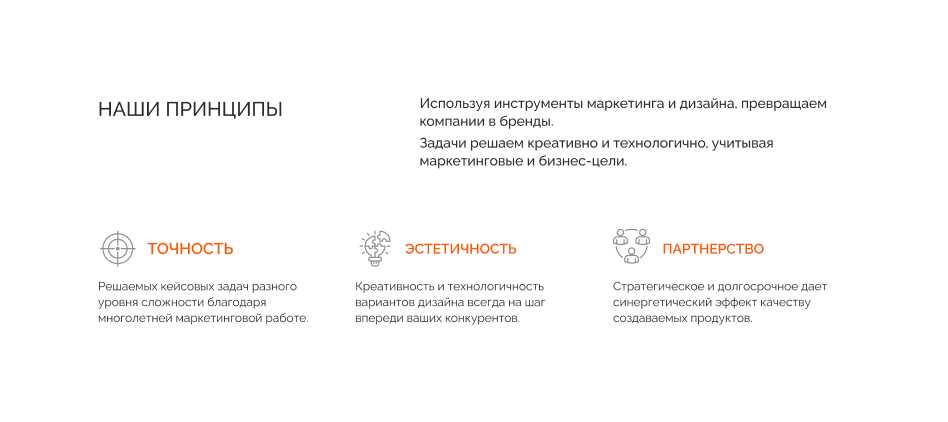 НАШИ ПРИНЦИПЫ
Используя инструменты маркетинга и дизайна, превращаем
компании в бренды.
Задачи решаем креативно и технологично, учитывая
маркетинговые и бизнес-цели.
ТОЧНОСТЬ
Решаемых кейсовых задач разного
уровня сложности благодаря
многолетней маркетинговой работе.
ЭСТЕТИЧНОСТЬ
Креативность и технологичность
вариантов дизайна всегда на шаг
впереди ваших конкурентов.
ПАРТНЕРСТВО
Стратегическое и долгосрочное дает
синергетический эффект качеству
создаваемых продуктов.